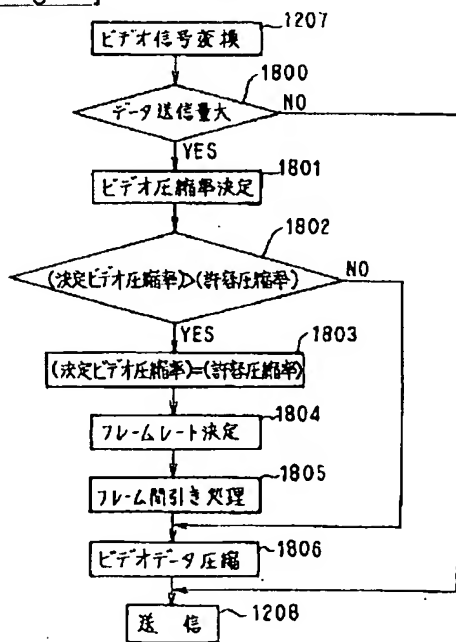 1207
ビデオ信号変換
1800
データ送信量大
NO
YES
1801
ビデオ圧縮率決定
1802
(決定ビデオ圧縮率)>(許容圧縮率)
NO
YES
1803
(決定ビデオ圧縮率)=(許容圧縮率)
1804
フレームレート決定
1805
フレーム間引き処理
1806
ビデオデータ圧縮
1208
送信